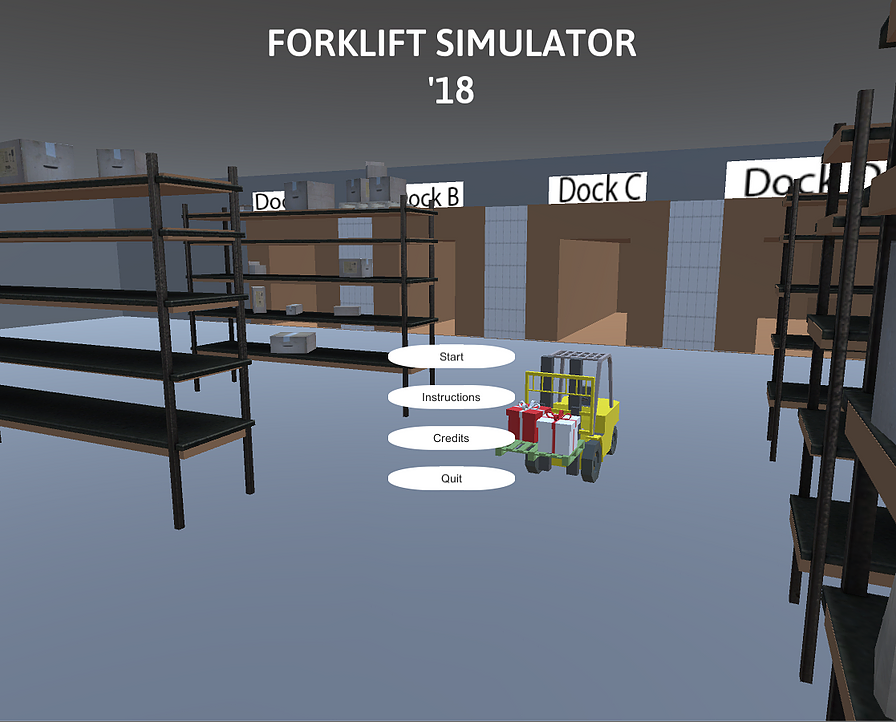 FORKLIFT SIMULATOR
'18
Dock C
Start
Instructions
Credits
Quit